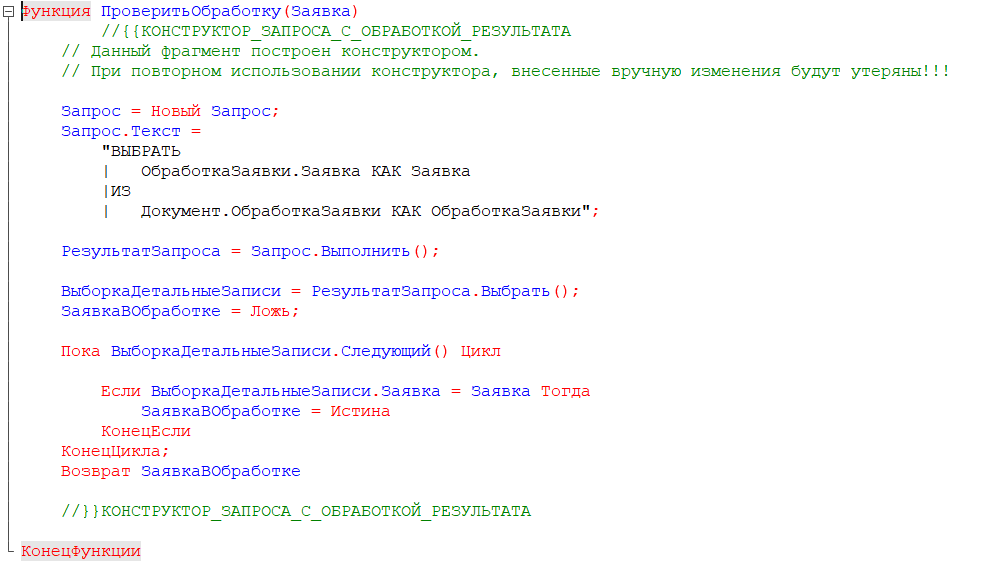 Функция ПроверитьОбработку(Заявка)
//{{КОНСТРУКТОР_ЗАПРОСА_С_ОБРАБОТКОЙ_РЕЗУЛЬТАТА
// Данный фрагмент построен конструктором.
// При повторном использовании конструктора, внесенные вручную изменения будут утеряны!!!
Запрос = Новый Запрос;
Запрос.Текст =
"ВЫБРАТЬ
|   ОбработкаЗаявки.Заявка КАК Заявка
|ИЗ
|   Документ.ОбработкаЗаявки КАК ОбработкаЗаявки";
РезультатЗапроса = Запрос.Выполнить();
ВыборкаДетальныеЗаписи = РезультатЗапроса.Выбрать();
ЗаявкаВОбработке = Ложь;
Пока ВыборкаДетальныеЗаписи.Следующий() Цикл
Если ВыборкаДетальныеЗаписи.Заявка = Заявка Тогда
ЗаявкаВОбработке = Истина
КонецЕсли
КонецЦикла;
Возврат ЗаявкаВОбработке
//}}КОНСТРУКТОР_ЗАПРОСА_С_ОБРАБОТКОЙ_РЕЗУЛЬТАТА
КонецФункции